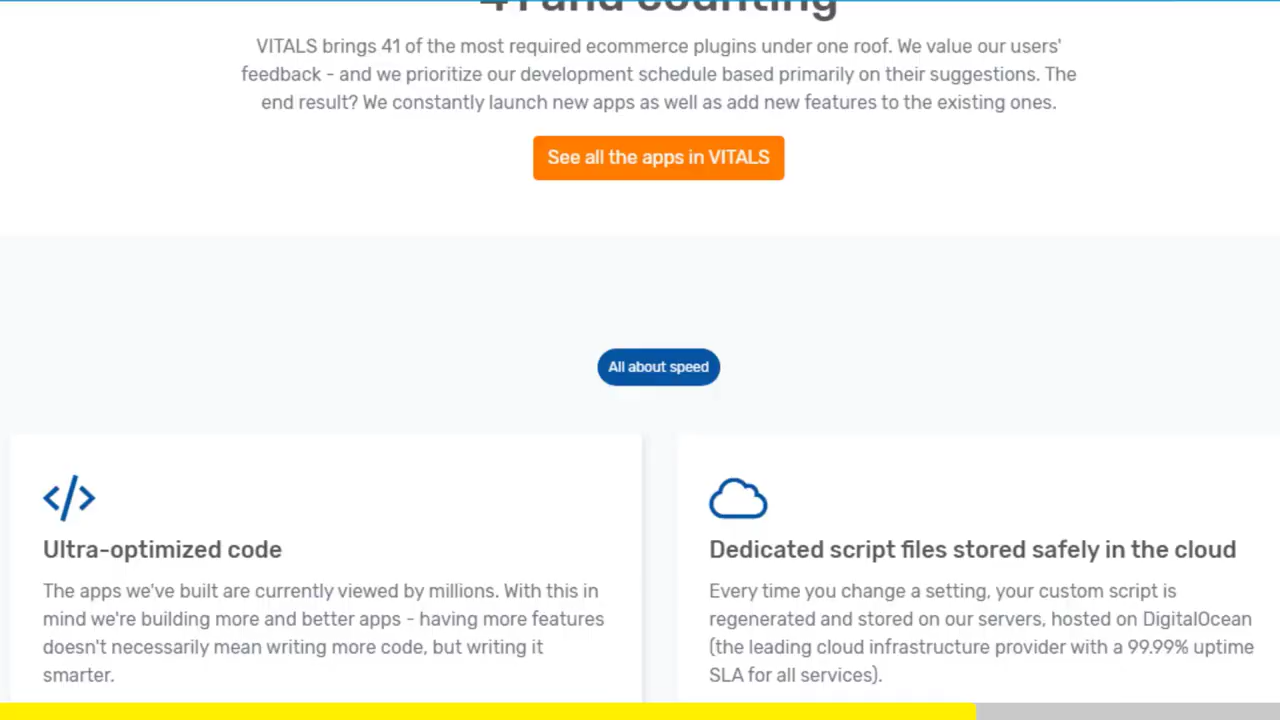 41 and counting
VITALS brings 41 of the most required ecommerce plugins under one roof. We value our users'
feedback - and we prioritize our development schedule based primarily on their suggestions. The
end result? We constantly launch new apps as well as add new features to the existing ones.
See all the apps in VITALS
All about speed
Ultra-optimized code
The apps we've built are currently viewed by millions. With this in
mind we're building more and better apps - having more features
doesn't necessarily mean writing more code, but writing it
smarter.
Dedicated script files stored safely in the cloud
Every time you change a setting, your custom script is
regenerated and stored on our servers, hosted on DigitalOcean
(the leading cloud infrastructure provider with a 99.99% uptime
SLA for all services).